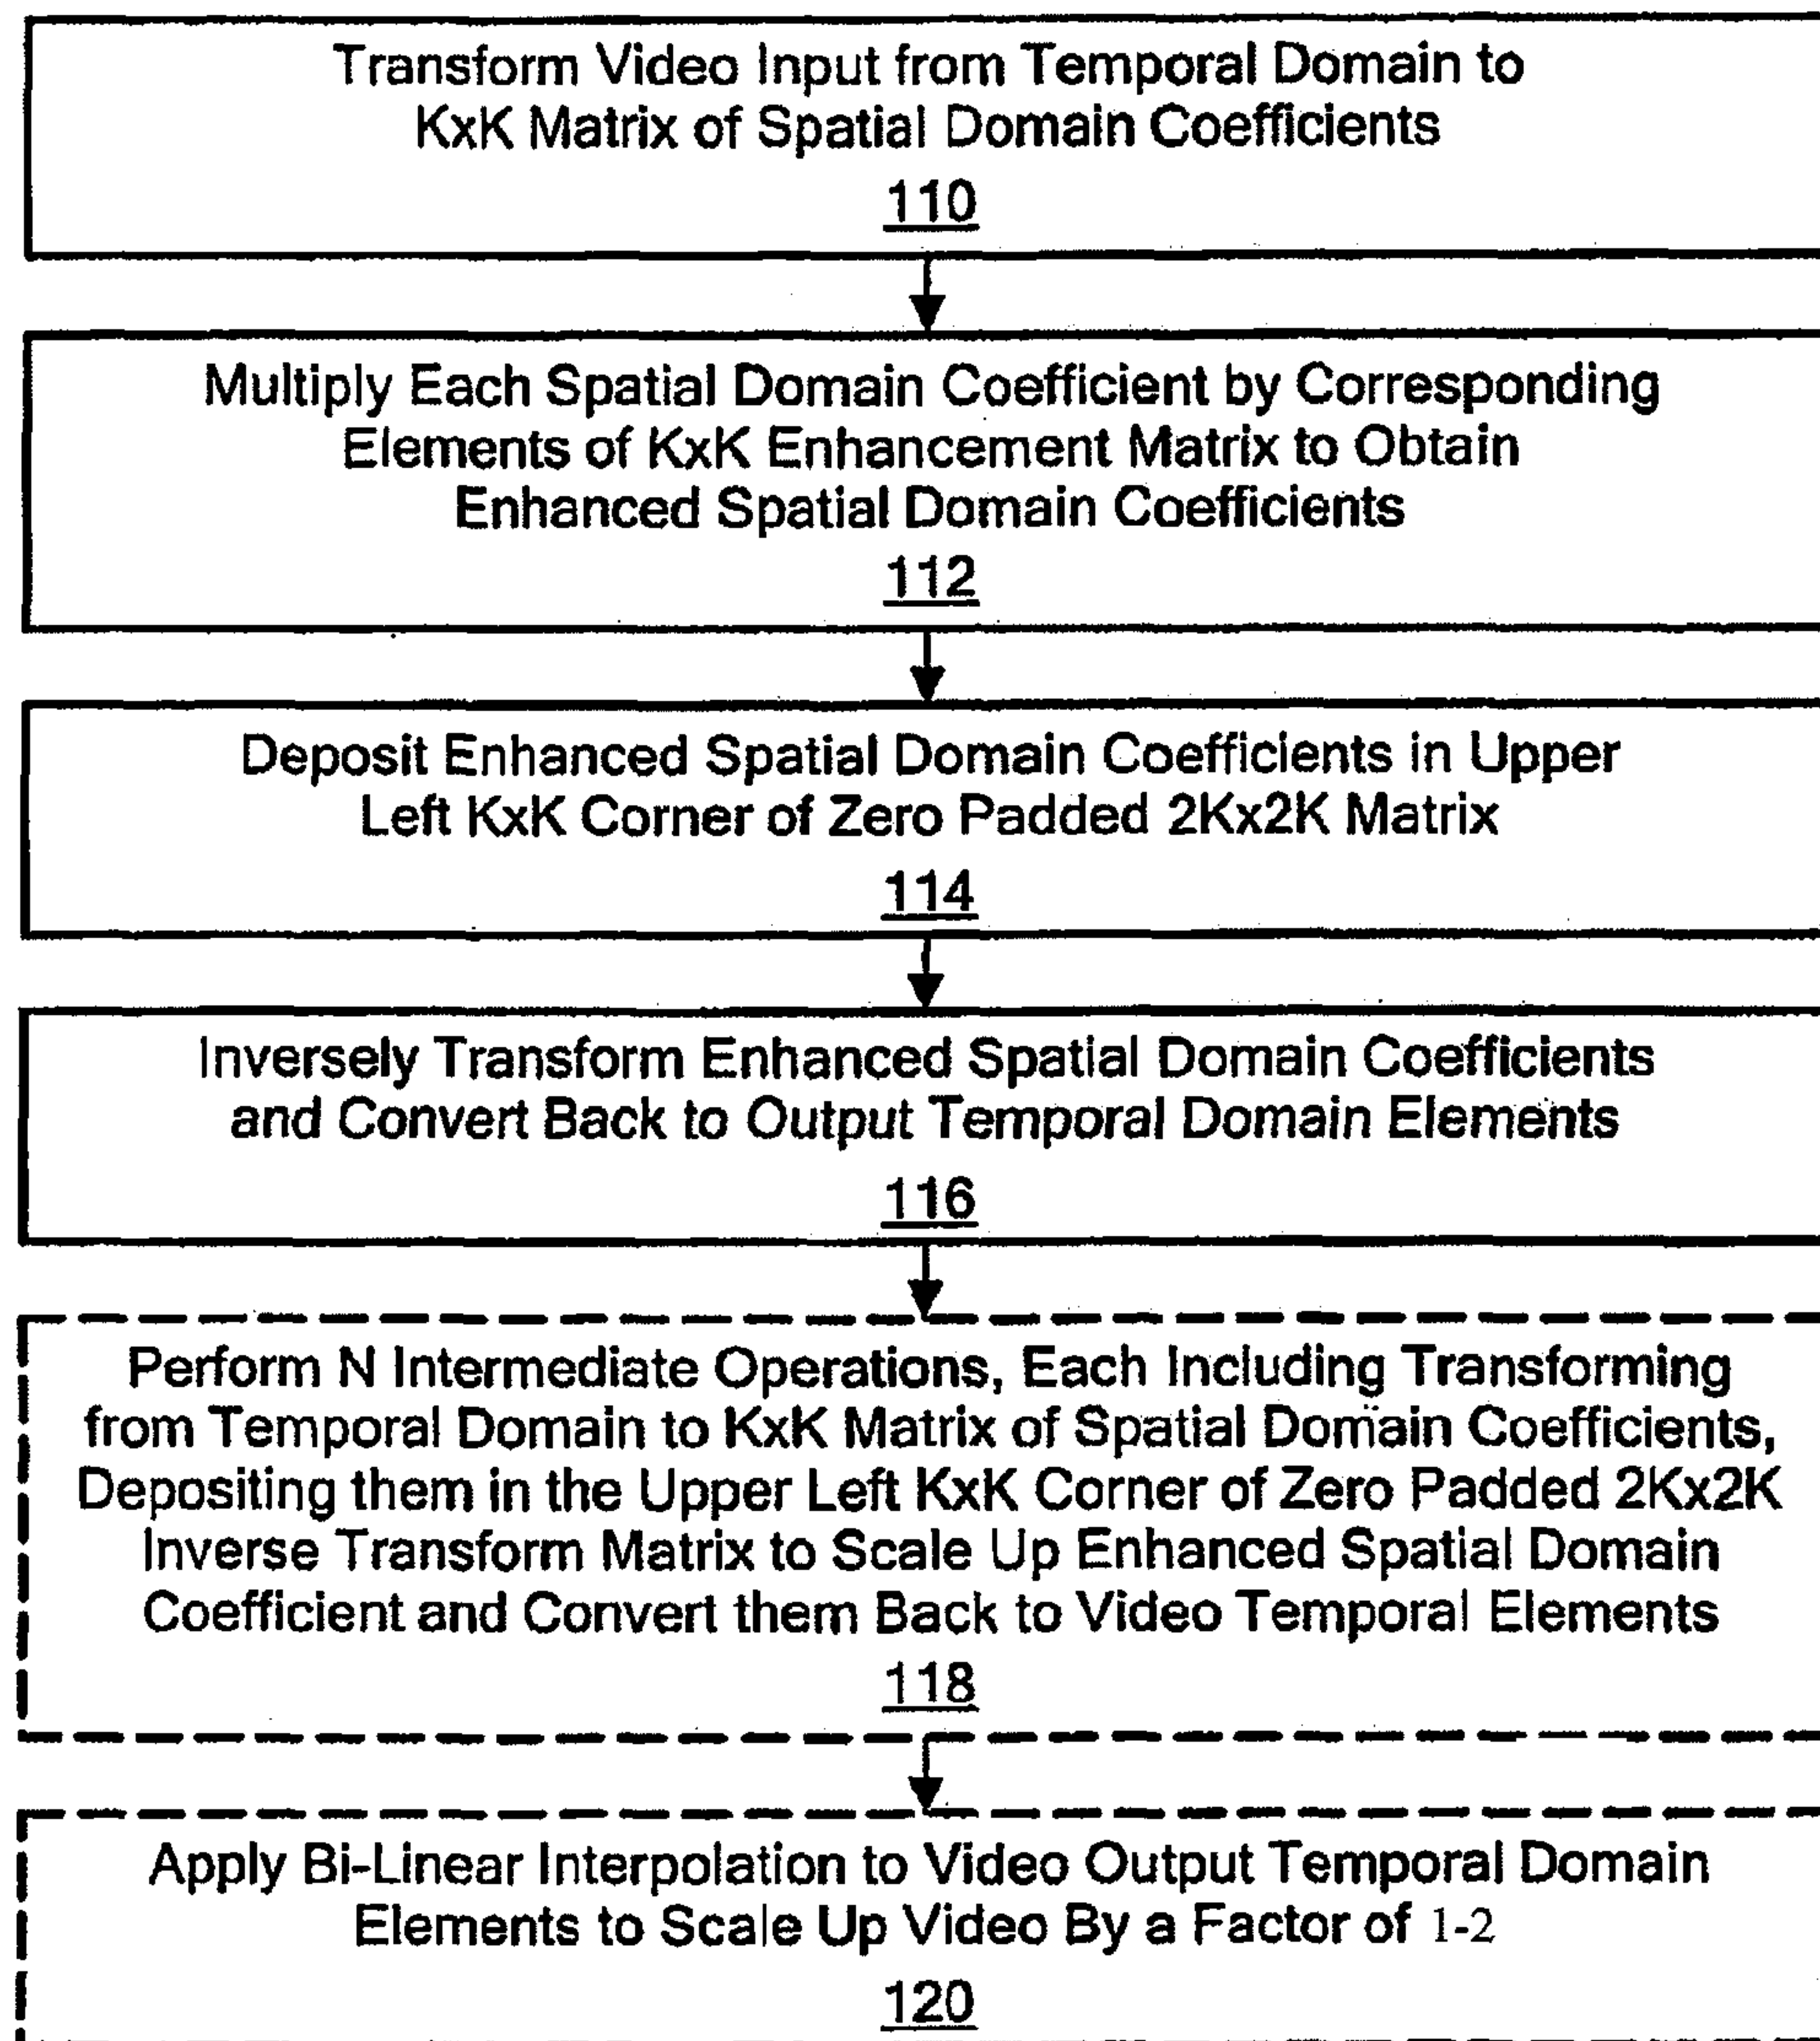 Transform Video Input from Temporal Domain to
KxK Matrix of Spatial Domain Coefficients
110
Multiply Each Spatial Domain Coefficient by Corresponding
Elements of KxK Enhancement Matrix to Obtain
Enhanced Spatial Domain Coefficients
112
Deposit Enhanced Spatial Domain Coefficients in Upper
Left KxK Corner of Zero Padded 2Kx2K Matrix
114
Inversely Transform Enhanced Spatial Domain Coefficients
and Convert Back to Output Temporal Domain Elements
116
Perform N Intermediate Operations, Each Including Transforming
from Temporal Domain to KxK Matrix of Spatial Domain Coefficients,
Depositing them in the Upper Left KxK Corner of Zero Padded 2Kx2K
Inverse Transform Matrix to Scale Up Enhanced Spatial Domain
Coefficient and Convert them Back to Video Temporal Elements
118
Apply Bi-Linear Interpolation to Video Output Temporal Domain
Elements to Scale Up Video By a Factor of 1-2
120